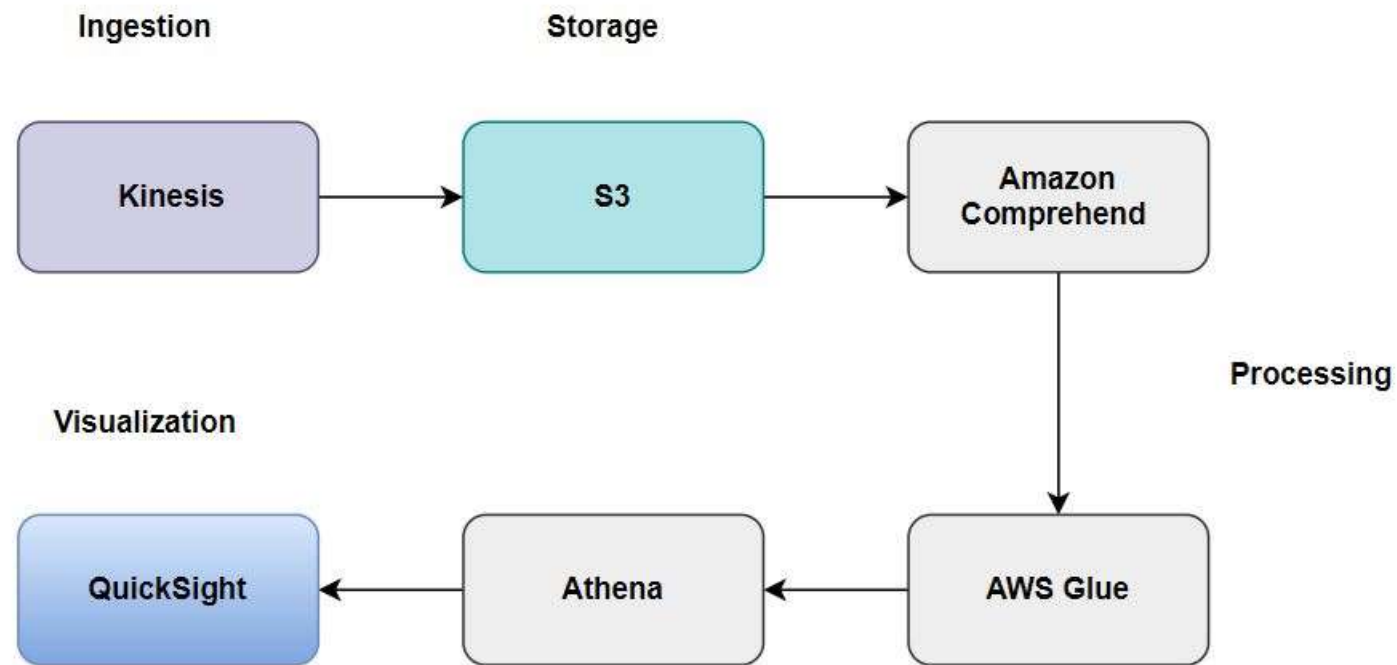 Ingestion
Storage
Kinesis
S3
Amazon
Comprehend
Processing
Visualization
QuickSight
Athena
AWS Glue